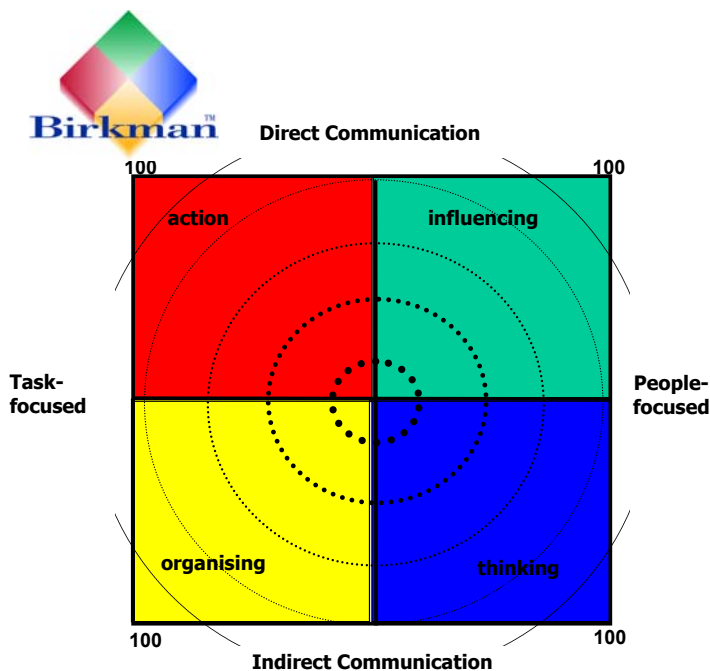 Birkman™
Direct Communication
100
100
action
influencing
Task-
focused
People-
focused
organising
thinking
100
100
Indirect Communication